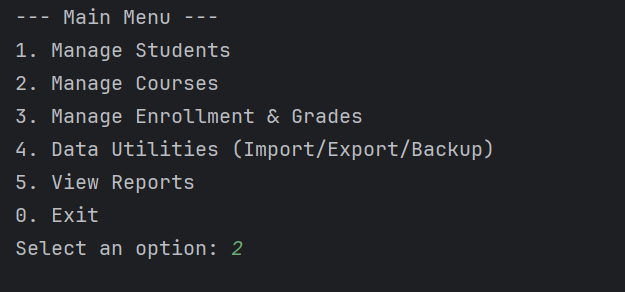 --- Main Menu ---
1. Manage Students
2. Manage Courses
3. Manage Enrollment & Grades
4. Data Utilities (Import/Export/Backup)
5. View Reports
0. Exit
Select an option: 2